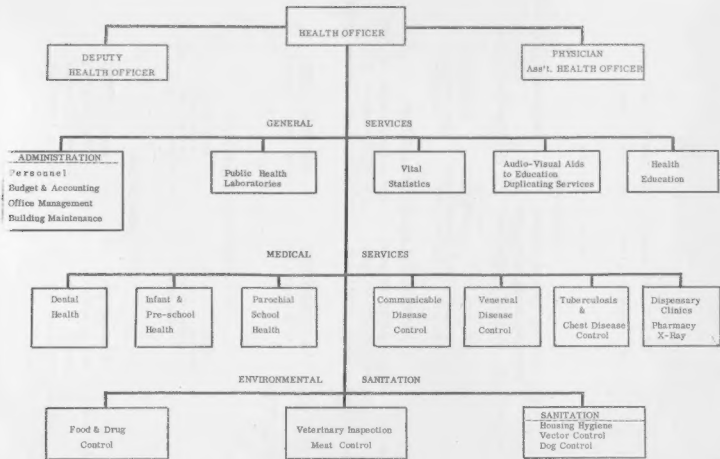 HEALTH OFFICER
DEPUTY
HEALTH OFFICER
PHYSICIAN
Ass't. HEALTH OFFICER
GENERAL SERVICES
ADMINISTRATION
Personnel
Budget & Accounting
Office Management
Building Maintenance
Public Health
Laboratories
Vital
Statistics
Audio-Visual Aids
to Education
Duplicating Services
Health
Education
MEDICAL SERVICES
Dental
Health
Infant &
Pre-school
Health
Parochial
School
Health
Communicable
Disease
Control
Venereal
Disease
Control
Tuberculosis
&
Chest Disease
Control
Dispensary
Clinics
Pharmacy
X-Ray
ENVIRONMENTAL SANITATION
Food & Drug
Control
Veterinary Inspection
Meat Control
SANITATION
Housing Hygiene
Vector Control
Dog Control